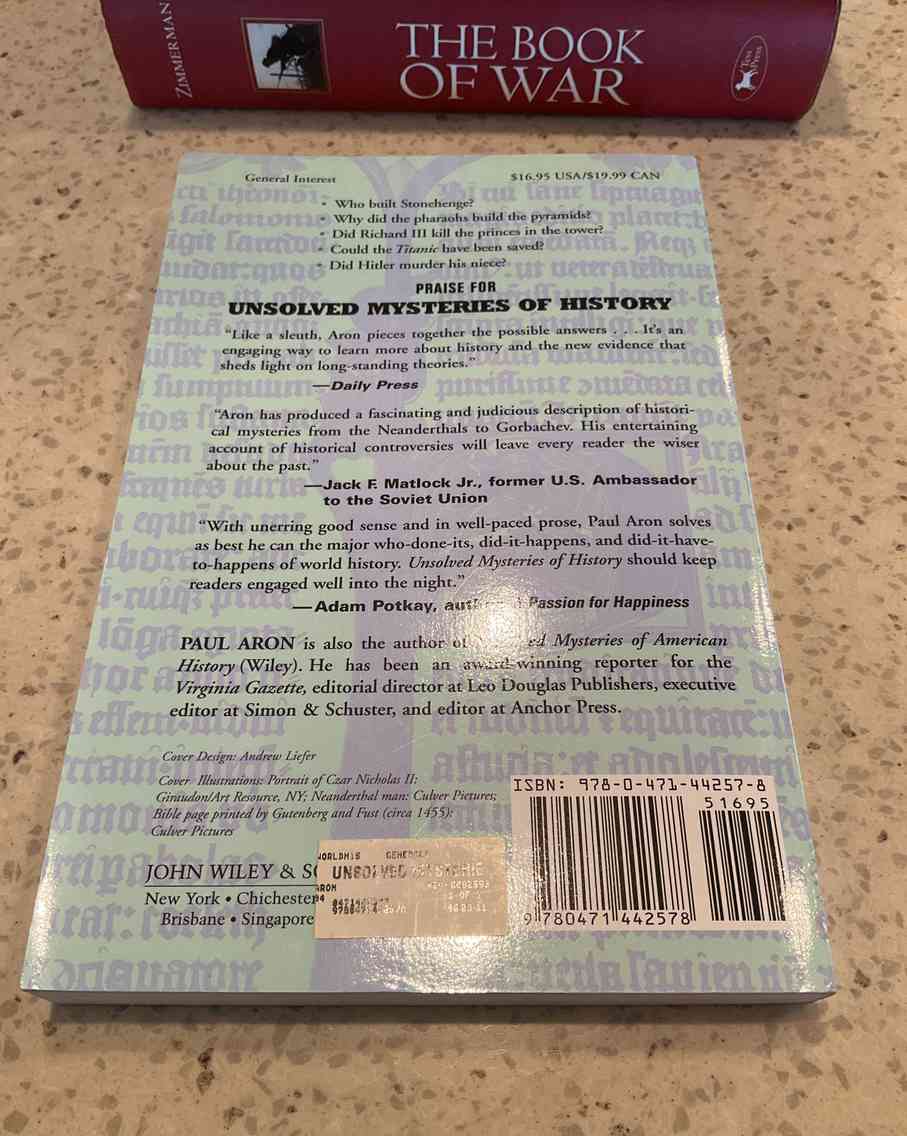 ZIMMERMAN
THE BOOK
OF WAR
Ten
Press
General Interest
$16.95 USA/$19.99 CAN
• Who built Stonehenge?
• Why did the pharaohs build the pyramids?
• Did Richard III kill the princes in the tower?
• Could the Titanic have been saved?
• Did Hitler murder his niece?
PRAISE FOR
UNSOLVED MYSTERIES OF HISTORY
“Like a sleuth, Aron pieces together the possible answers . . . It’s an
engaging way to learn more about history and the new evidence that
sheds light on long-standing theories.”
—Daily Press
“Aron has produced a fascinating and judicious description of histori-
cal mysteries from the Neanderthals to Gorbachev. His entertaining
account of historical controversies will leave every reader the wiser
about the past.”
—Jack F. Matlock Jr., former U.S. Ambassador
to the Soviet Union
“With unerring good sense and in well-paced prose, Paul Aron solves
as best he can the major who-done-its, did-it-happens, and did-it-have-
to-happens of world history. Unsolved Mysteries of History should keep
readers engaged well into the night.”
—Adam Potkay, Passion for Happiness
PAUL ARON is also the author of Mysteries of American
History (Wiley). He has been an award-winning reporter for the
Virginia Gazette, editorial director at Leo Douglas Publishers, executive
editor at Simon & Schuster, and editor at Anchor Press.
Cover Design: Andrew Liefer
Cover Illustrations: Portrait of Czar Nicholas II:
Giraudon/Art Resource, NY; Neanderthal man: Culver Pictures;
Bible page printed by Gutenberg and Fust (circa 1455):
Culver Pictures
ISBN: 978-0-471-44257-8
51695
9 780471 442578
JOHN WILEY &
New York • Chichester
Brisbane • Singapore
WORLDHIS
UNSOLVED
ARON